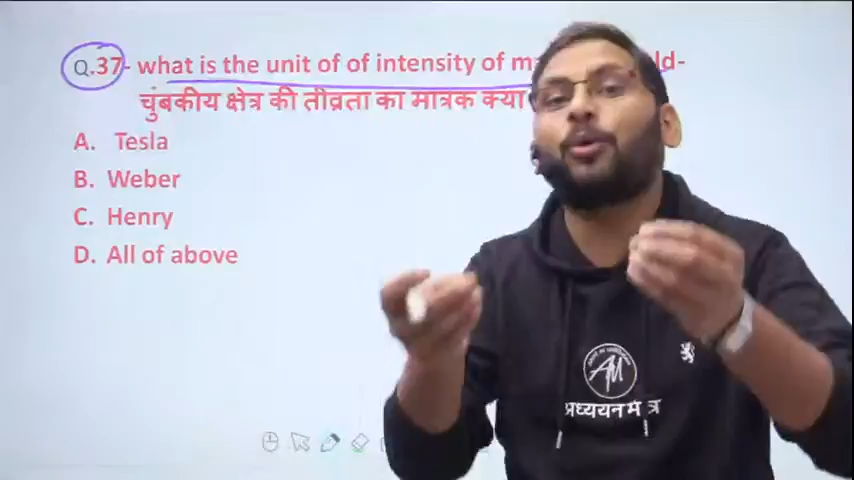 Q.37- what is the unit of of intensity of
चुंबकीय क्षेत्र की तीव्रता का मात्रक क्या
A. Tesla
B. Weber
C. Henry
D. All of above
AM
अध्ययन मंत्र